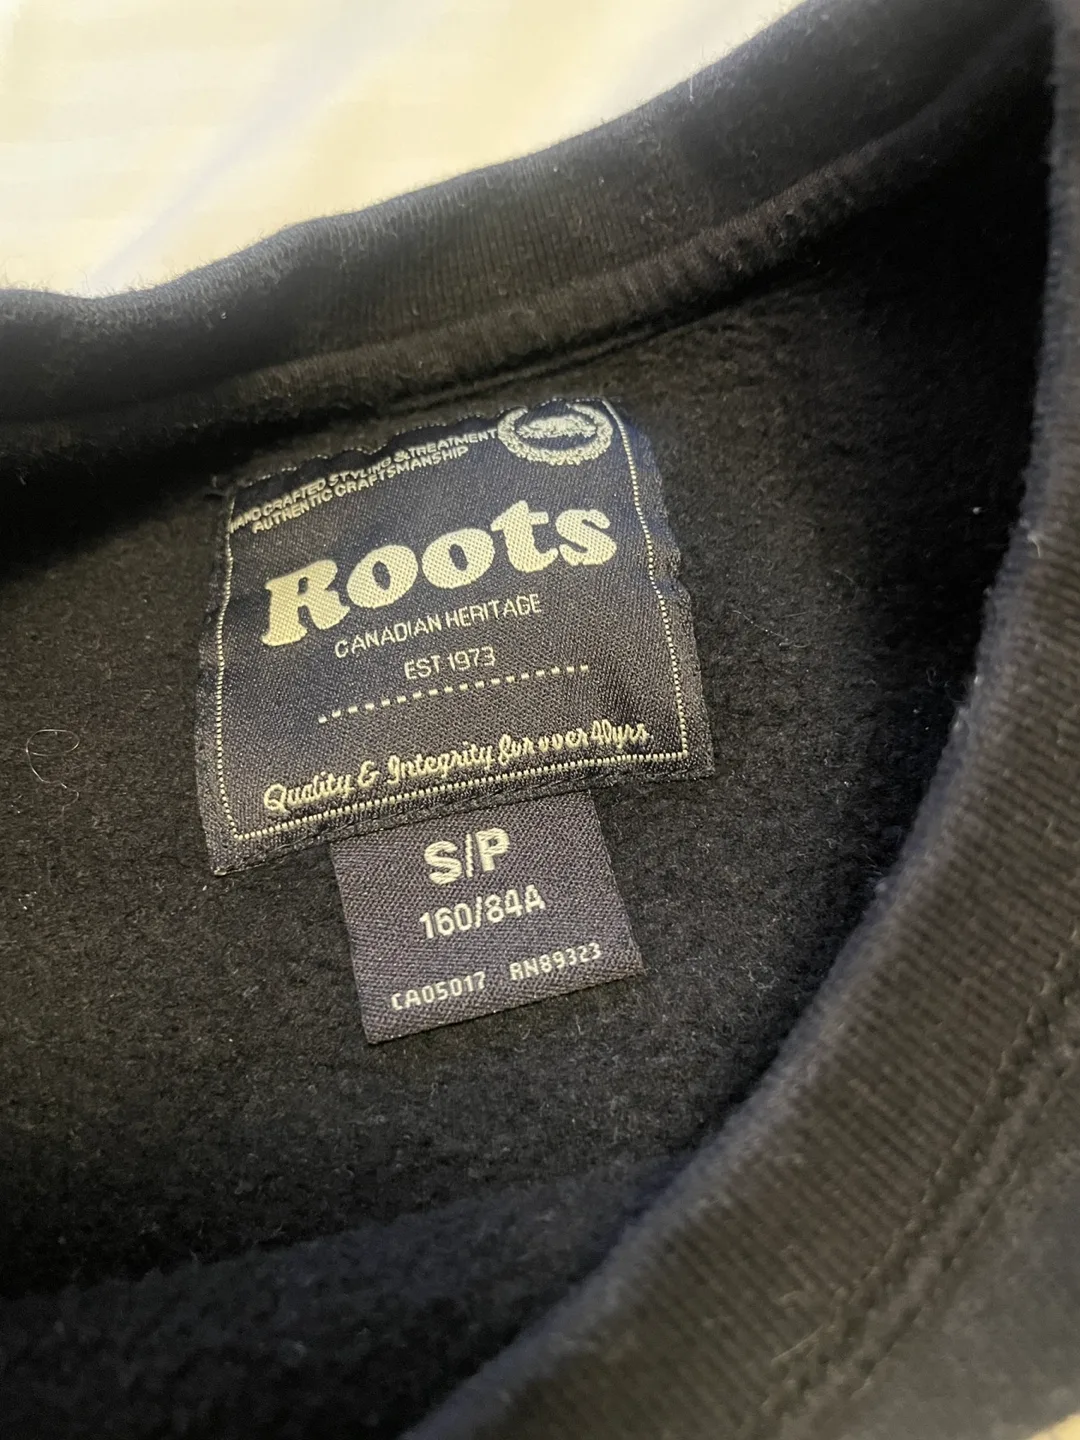 HAND CRAFTED STYLING & TREATMENT
AUTHENTIC CRAFTSMANSHIP
Roots
CANADIAN HERITAGE
EST 1973
Quality & Integrity for over 40yrs
S/P
160/84A
CA05017 RN89323